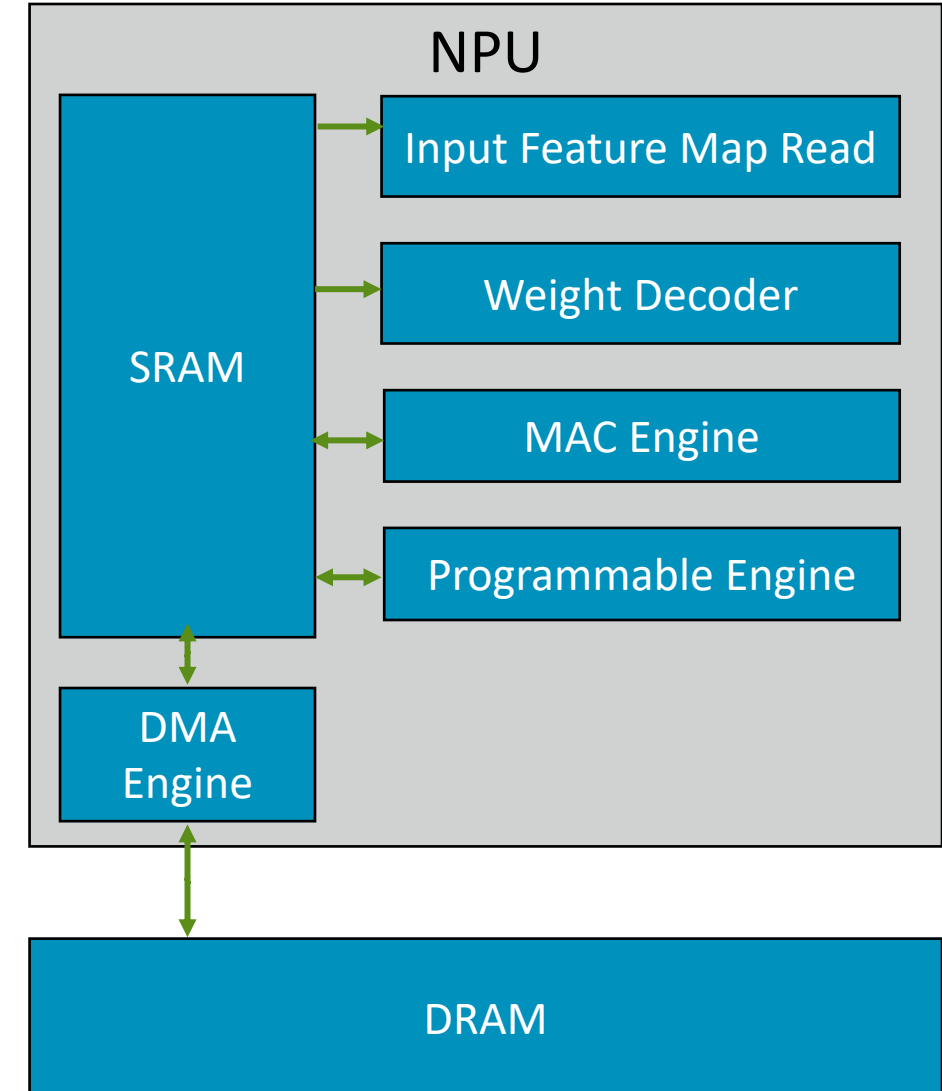 NPU
SRAM
Input Feature Map Read
Weight Decoder
MAC Engine
Programmable Engine
DMA
Engine
DRAM